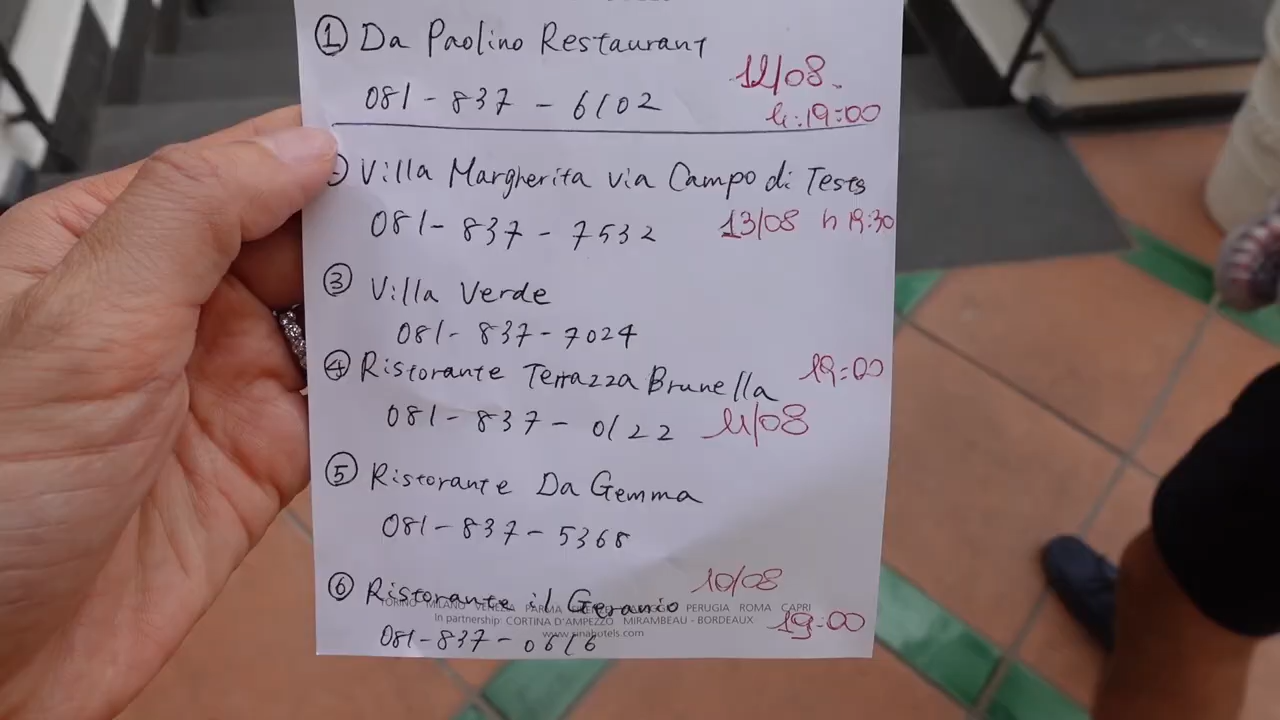 ① Da Paolino Restaurant
12/08
081-837-6102
h:19:00
Villa Margherita via Campo di Teste
081-837-7532 13/08 h 19:30
③ Villa Verde
081-837-7024
④ Ristorante Terrazza Brunella 19:00
081-837-0122 11/08
⑤ Ristorante Da Gemma
081-837-5368
⑥ Ristorante il Geranio 10/08
TORINO MILANO VENEZIA PARMA PERUGIA ROMA CAPRI
In partnership: CORTINA D'AMPEZZO MIRAMBEAU - BORDEAUX 19:00
www.sinahotels.com
081-837-0616